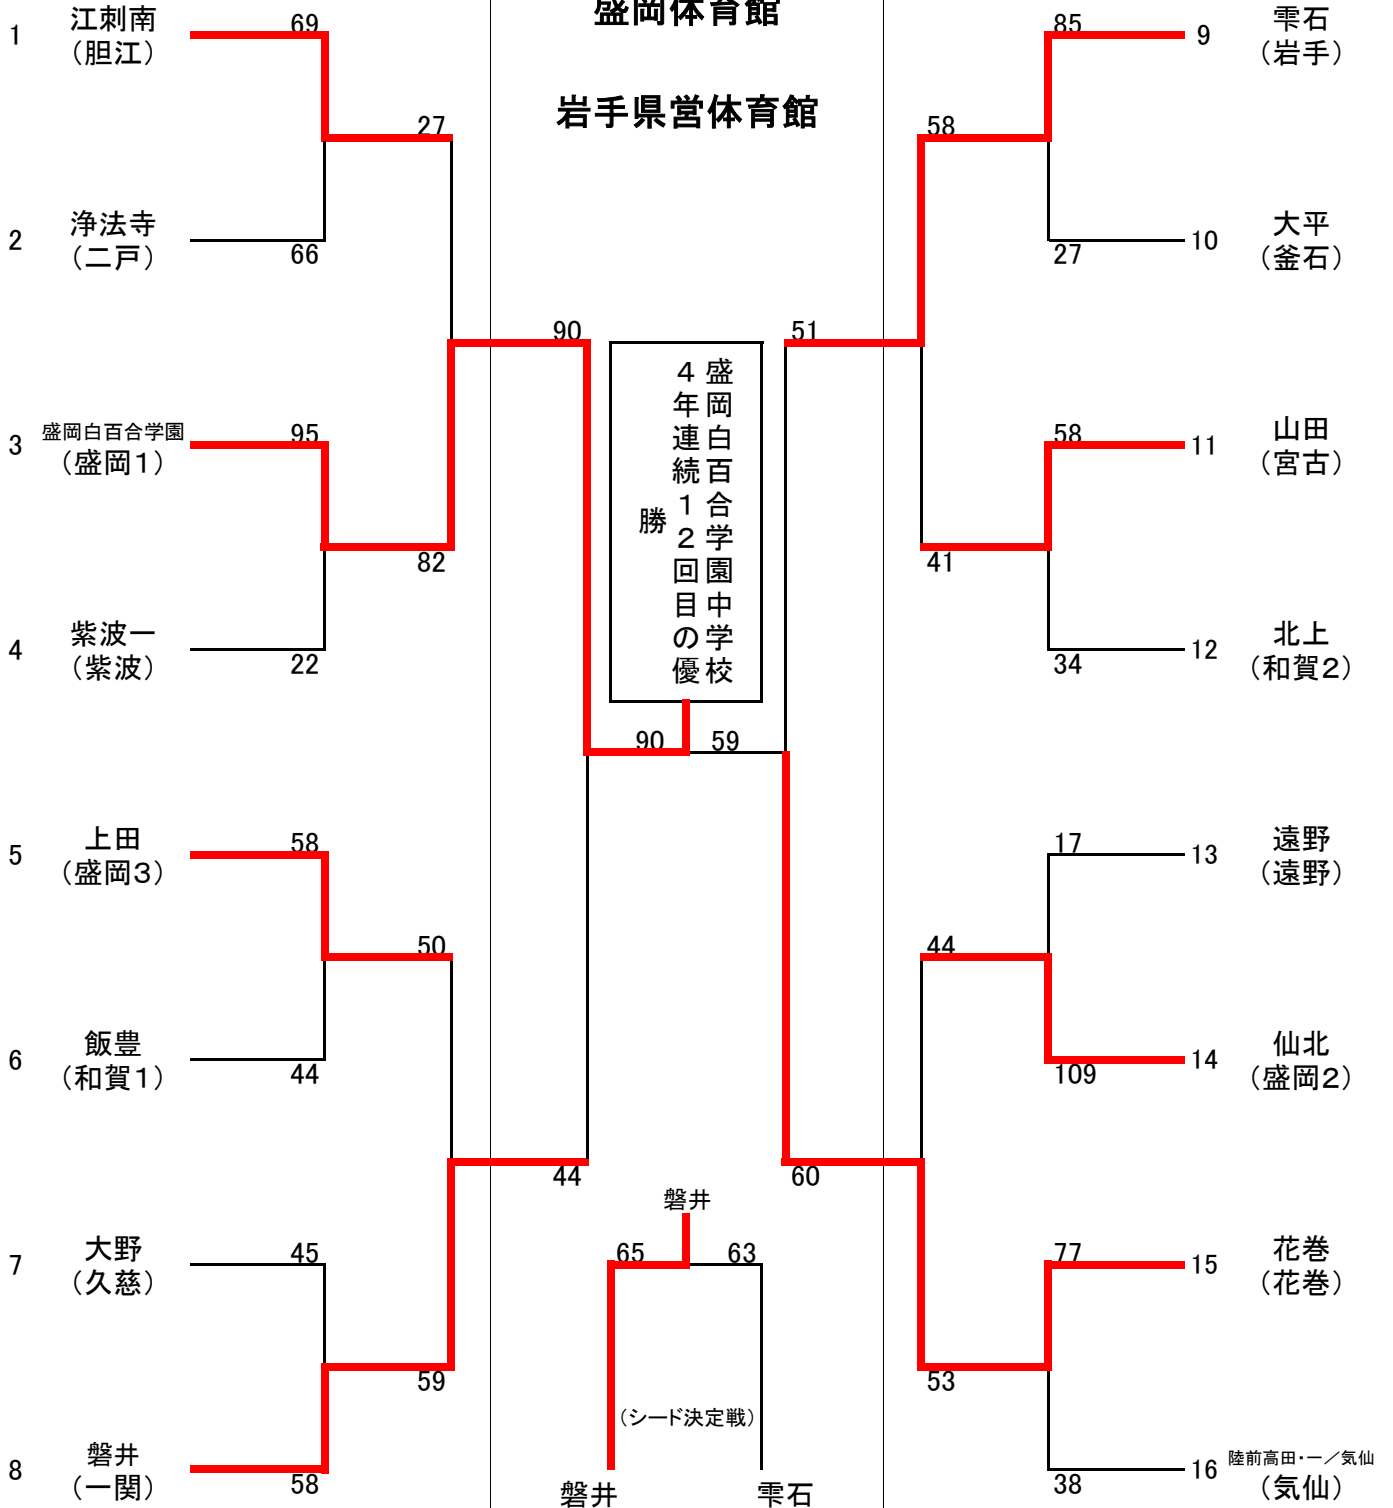 盛岡体育館
岩手県営体育館
1 江刺南
（胆江）
69
27
2 浄法寺
（二戸）
66
90
3 盛岡白百合学園
（盛岡１）
95
82
4 紫波一
（紫波）
22
5 上田
（盛岡３）
58
50
6 飯豊
（和賀１）
44
44
7 大野
（久慈）
45
59
8 磐井
（一関）
58
盛岡白百合学園中学校
４年連続１２回目の優
勝
90 59
磐井
65 63
（シード決定戦）
磐井 雫石
85
9 雫石
（岩手）
58
27
10 大平
（釜石）
51
58
11 山田
（宮古）
41
34
12 北上
（和賀２）
17
13 遠野
（遠野）
44
109
14 仙北
（盛岡２）
60
77
15 花巻
（花巻）
53
38
16 陸前高田・一／気仙
（気仙）